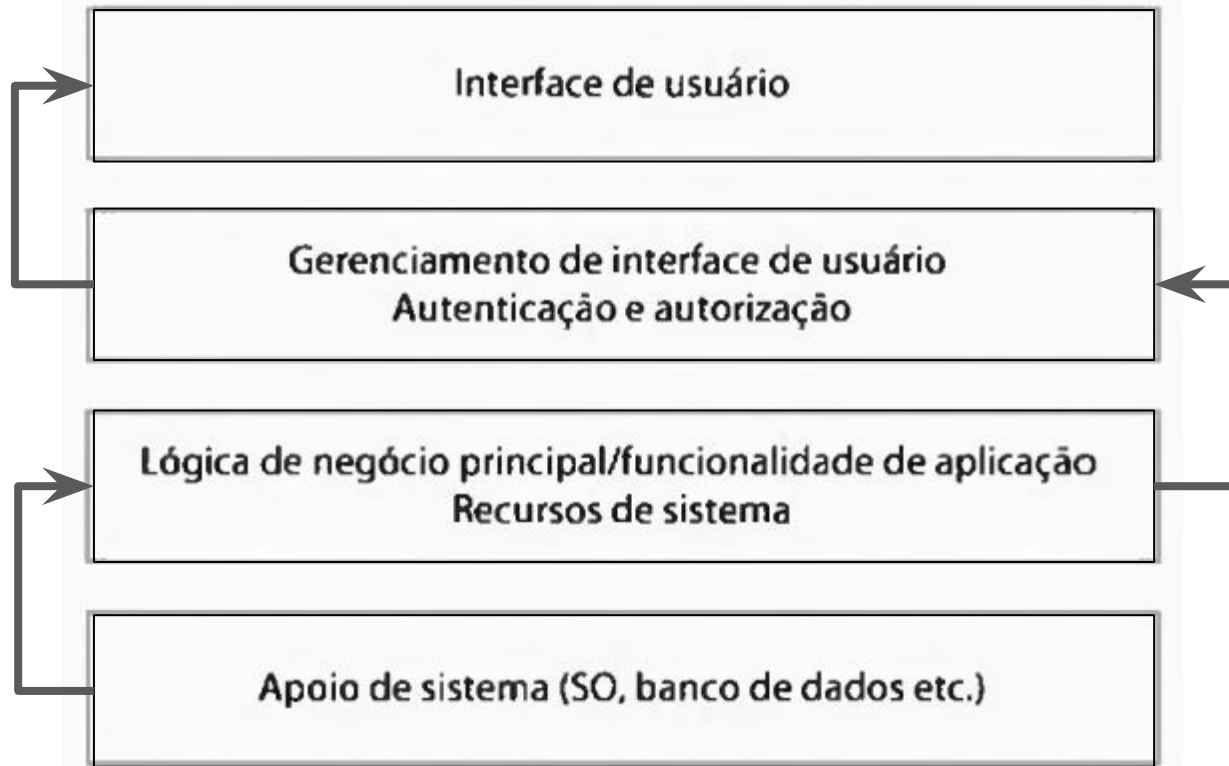 Interface de usuário
Gerenciamento de interface de usuário
Autenticação e autorização
Lógica de negócio principal/funcionalidade de aplicação
Recursos de sistema
Apoio de sistema (SO, banco de dados etc.)